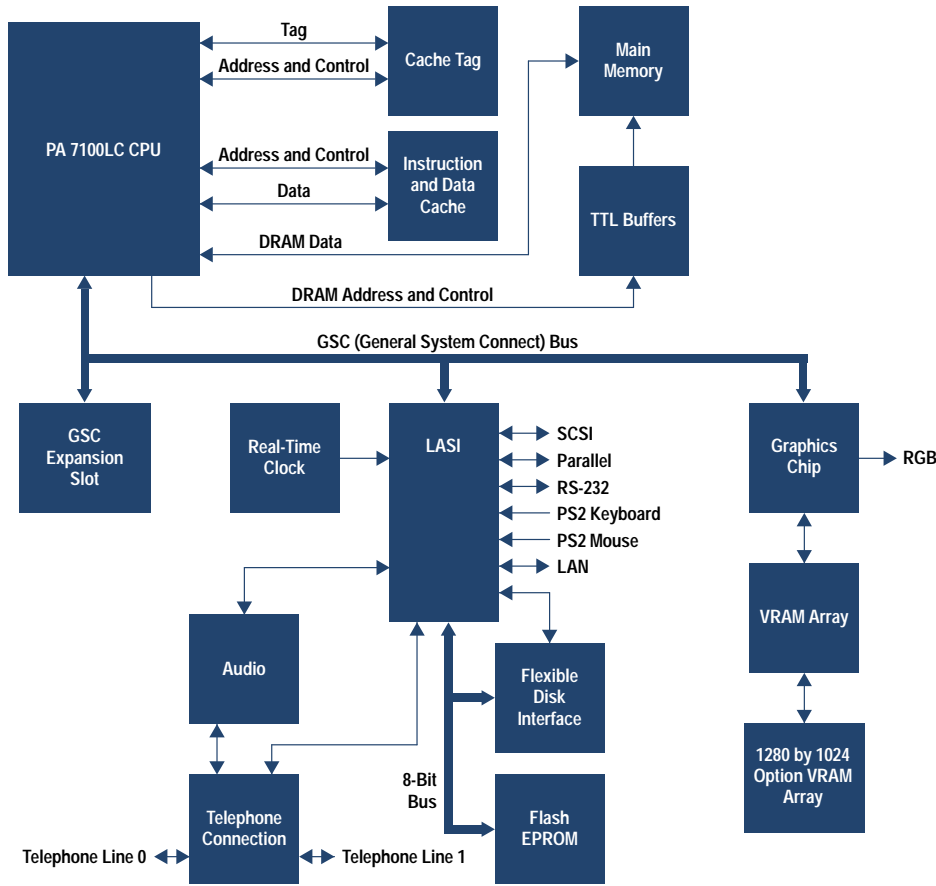 Tag
Address and Control
Cache Tag
Main
Memory
PA 7100LC CPU
Address and Control
Data
Instruction
and Data
Cache
TTL Buffers
DRAM Data
DRAM Address and Control
GSC (General System Connect) Bus
GSC
Expansion
Slot
Real-Time
Clock
LASI
SCSI
Parallel
RS-232
PS2 Keyboard
PS2 Mouse
LAN
Graphics
Chip
RGB
VRAM Array
Audio
Flexible
Disk
Interface
1280 by 1024
Option VRAM
Array
8-Bit
Bus
Telephone
Connection
Flash
EPROM
Telephone Line 0
Telephone Line 1